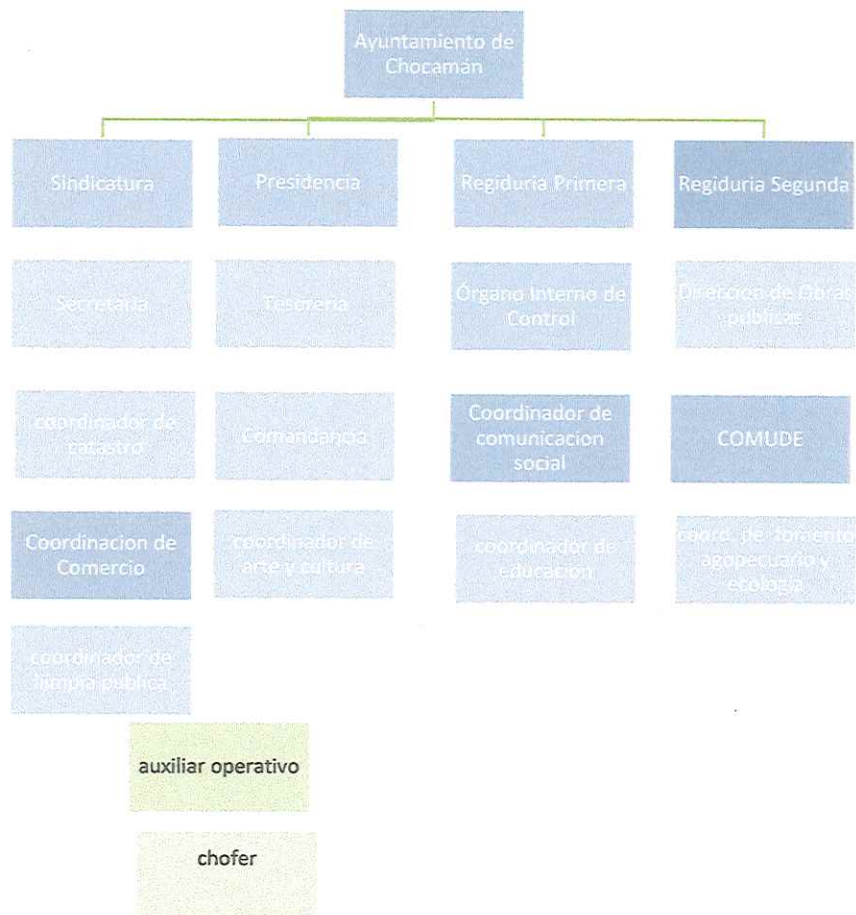 Ayuntamiento de
Chocamán
Sindicatura
Presidencia
Regiduria Primera
Regiduria Segunda
Secretaria
Tesereria
Órgano Interno de
Control
Direccion de Obras
publicas
coordinador de
catastro
Comandancia
Coordinador de
comunicacion
social
COMUDE
Coordinacion de
Comercio
coordinador de
arte y cultura
coordinador de
educacion
coord. de fomento
agopecuario y
ecología
coordinador de
limpia publica
auxiliar operativo
chofer